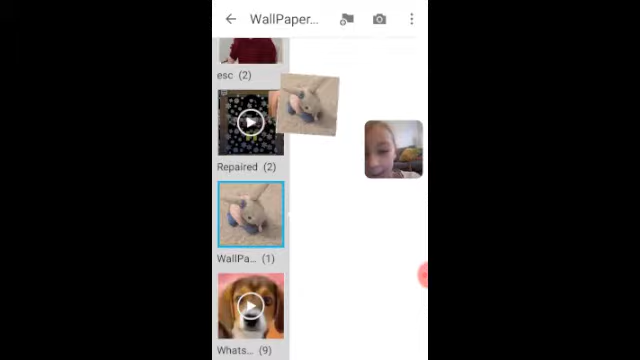 WallPaper...
esc (2)
Repaired (2)
WallPa... (1)
Whats... (9)